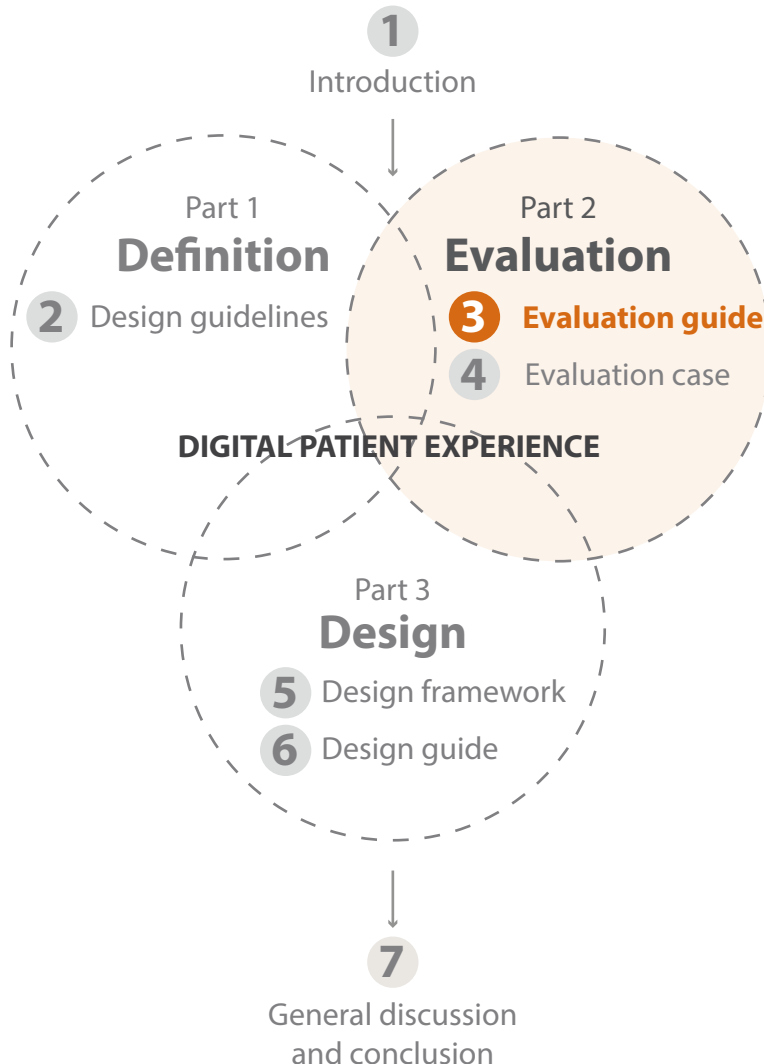 1
Introduction
Part 1
Definition
2 Design guidelines
Part 2
Evaluation
3 Evaluation guide
4 Evaluation case
DIGITAL PATIENT EXPERIENCE
Part 3
Design
5 Design framework
6 Design guide
7
General discussion
and conclusion